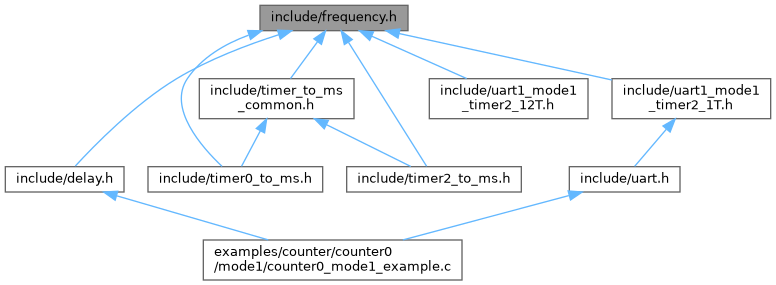 include/frequency.h
include/timer_to_ms
_common.h
include/uart1_mode1
_timer2_12T.h
include/uart1_mode1
_timer2_1T.h
include/delay.h
include/timer0_to_ms.h
include/timer2_to_ms.h
include/uart.h
examples/counter/counter0
/mode1/counter0_mode1_example.c